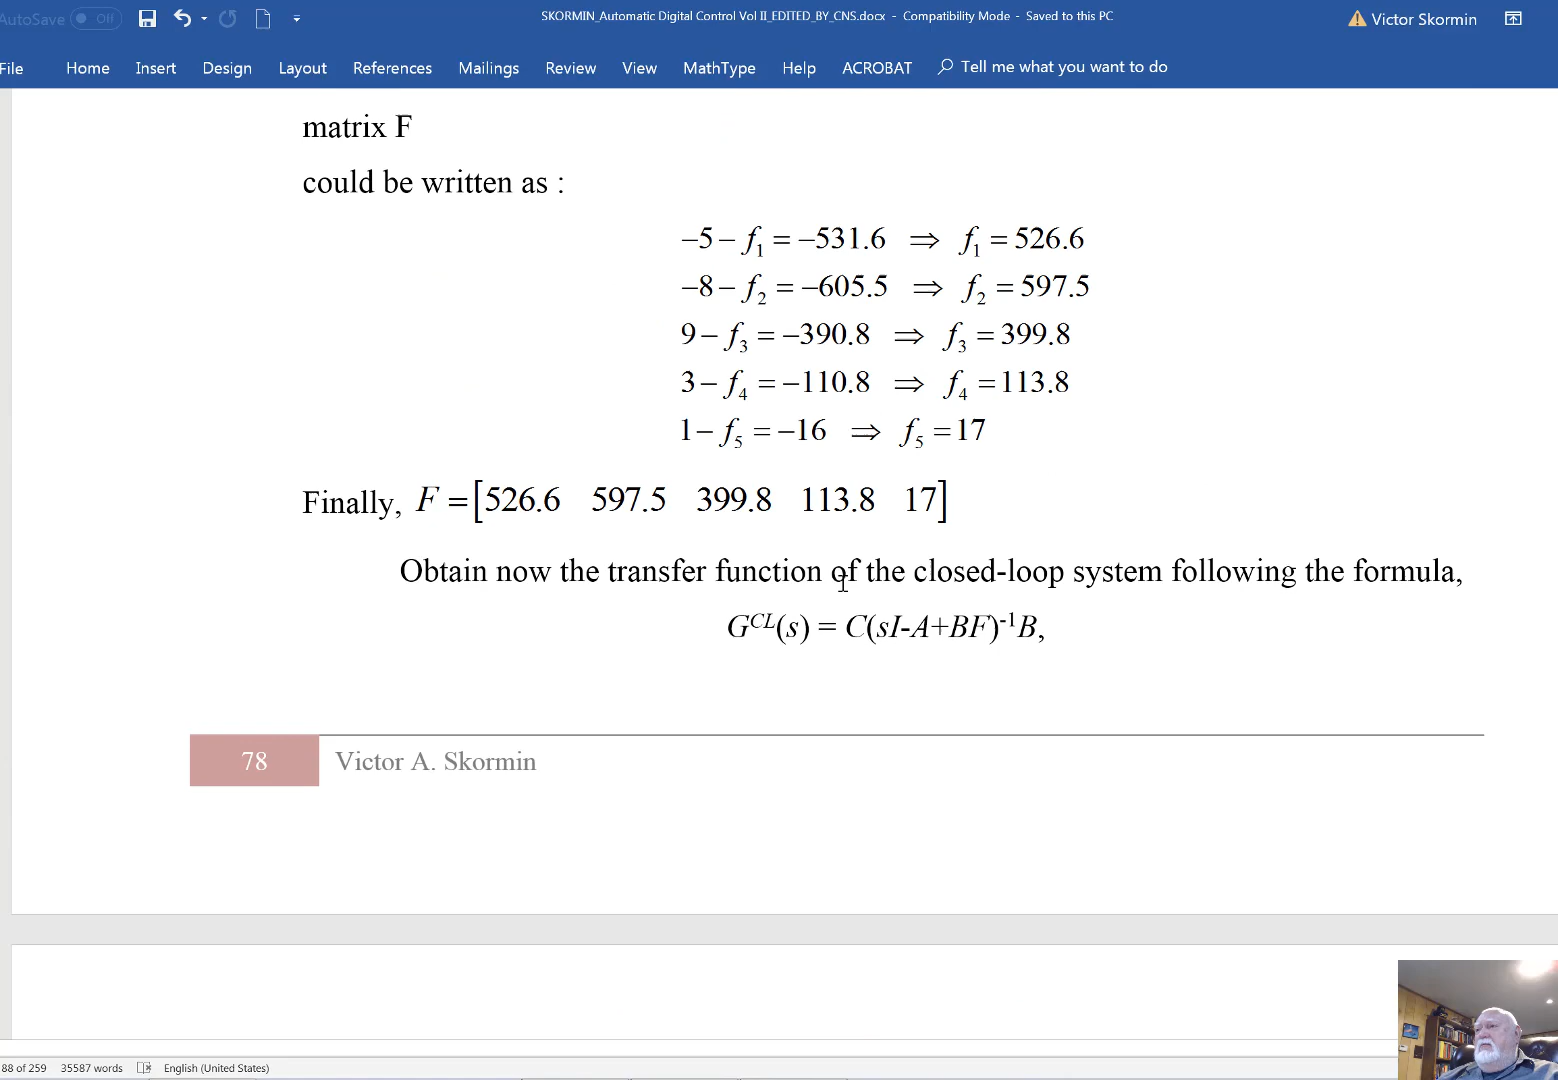 AutoSave Off
SKORMIN_Automatic Digital Control Vol II_EDITED_BY_CNS.docx - Compatibility Mode - Saved to this PC
Victor Skormin
File Home Insert Design Layout References Mailings Review View MathType Help ACROBAT Tell me what you want to do
matrix F
could be written as :
−5 − f₁ = −531.6 ⇒ f₁ = 526.6
−8 − f₂ = −605.5 ⇒ f₂ = 597.5
9 − f₃ = −390.8 ⇒ f₃ = 399.8
3 − f₄ = −110.8 ⇒ f₄ = 113.8
1 − f₅ = −16 ⇒ f₅ = 17
Finally, F = [526.6 597.5 399.8 113.8 17]
Obtain now the transfer function of the closed-loop system following the formula,
Gᶜᴸ(s) = C(sI-A+BF)⁻¹B,
78 Victor A. Skormin
88 of 259 35587 words English (United States)